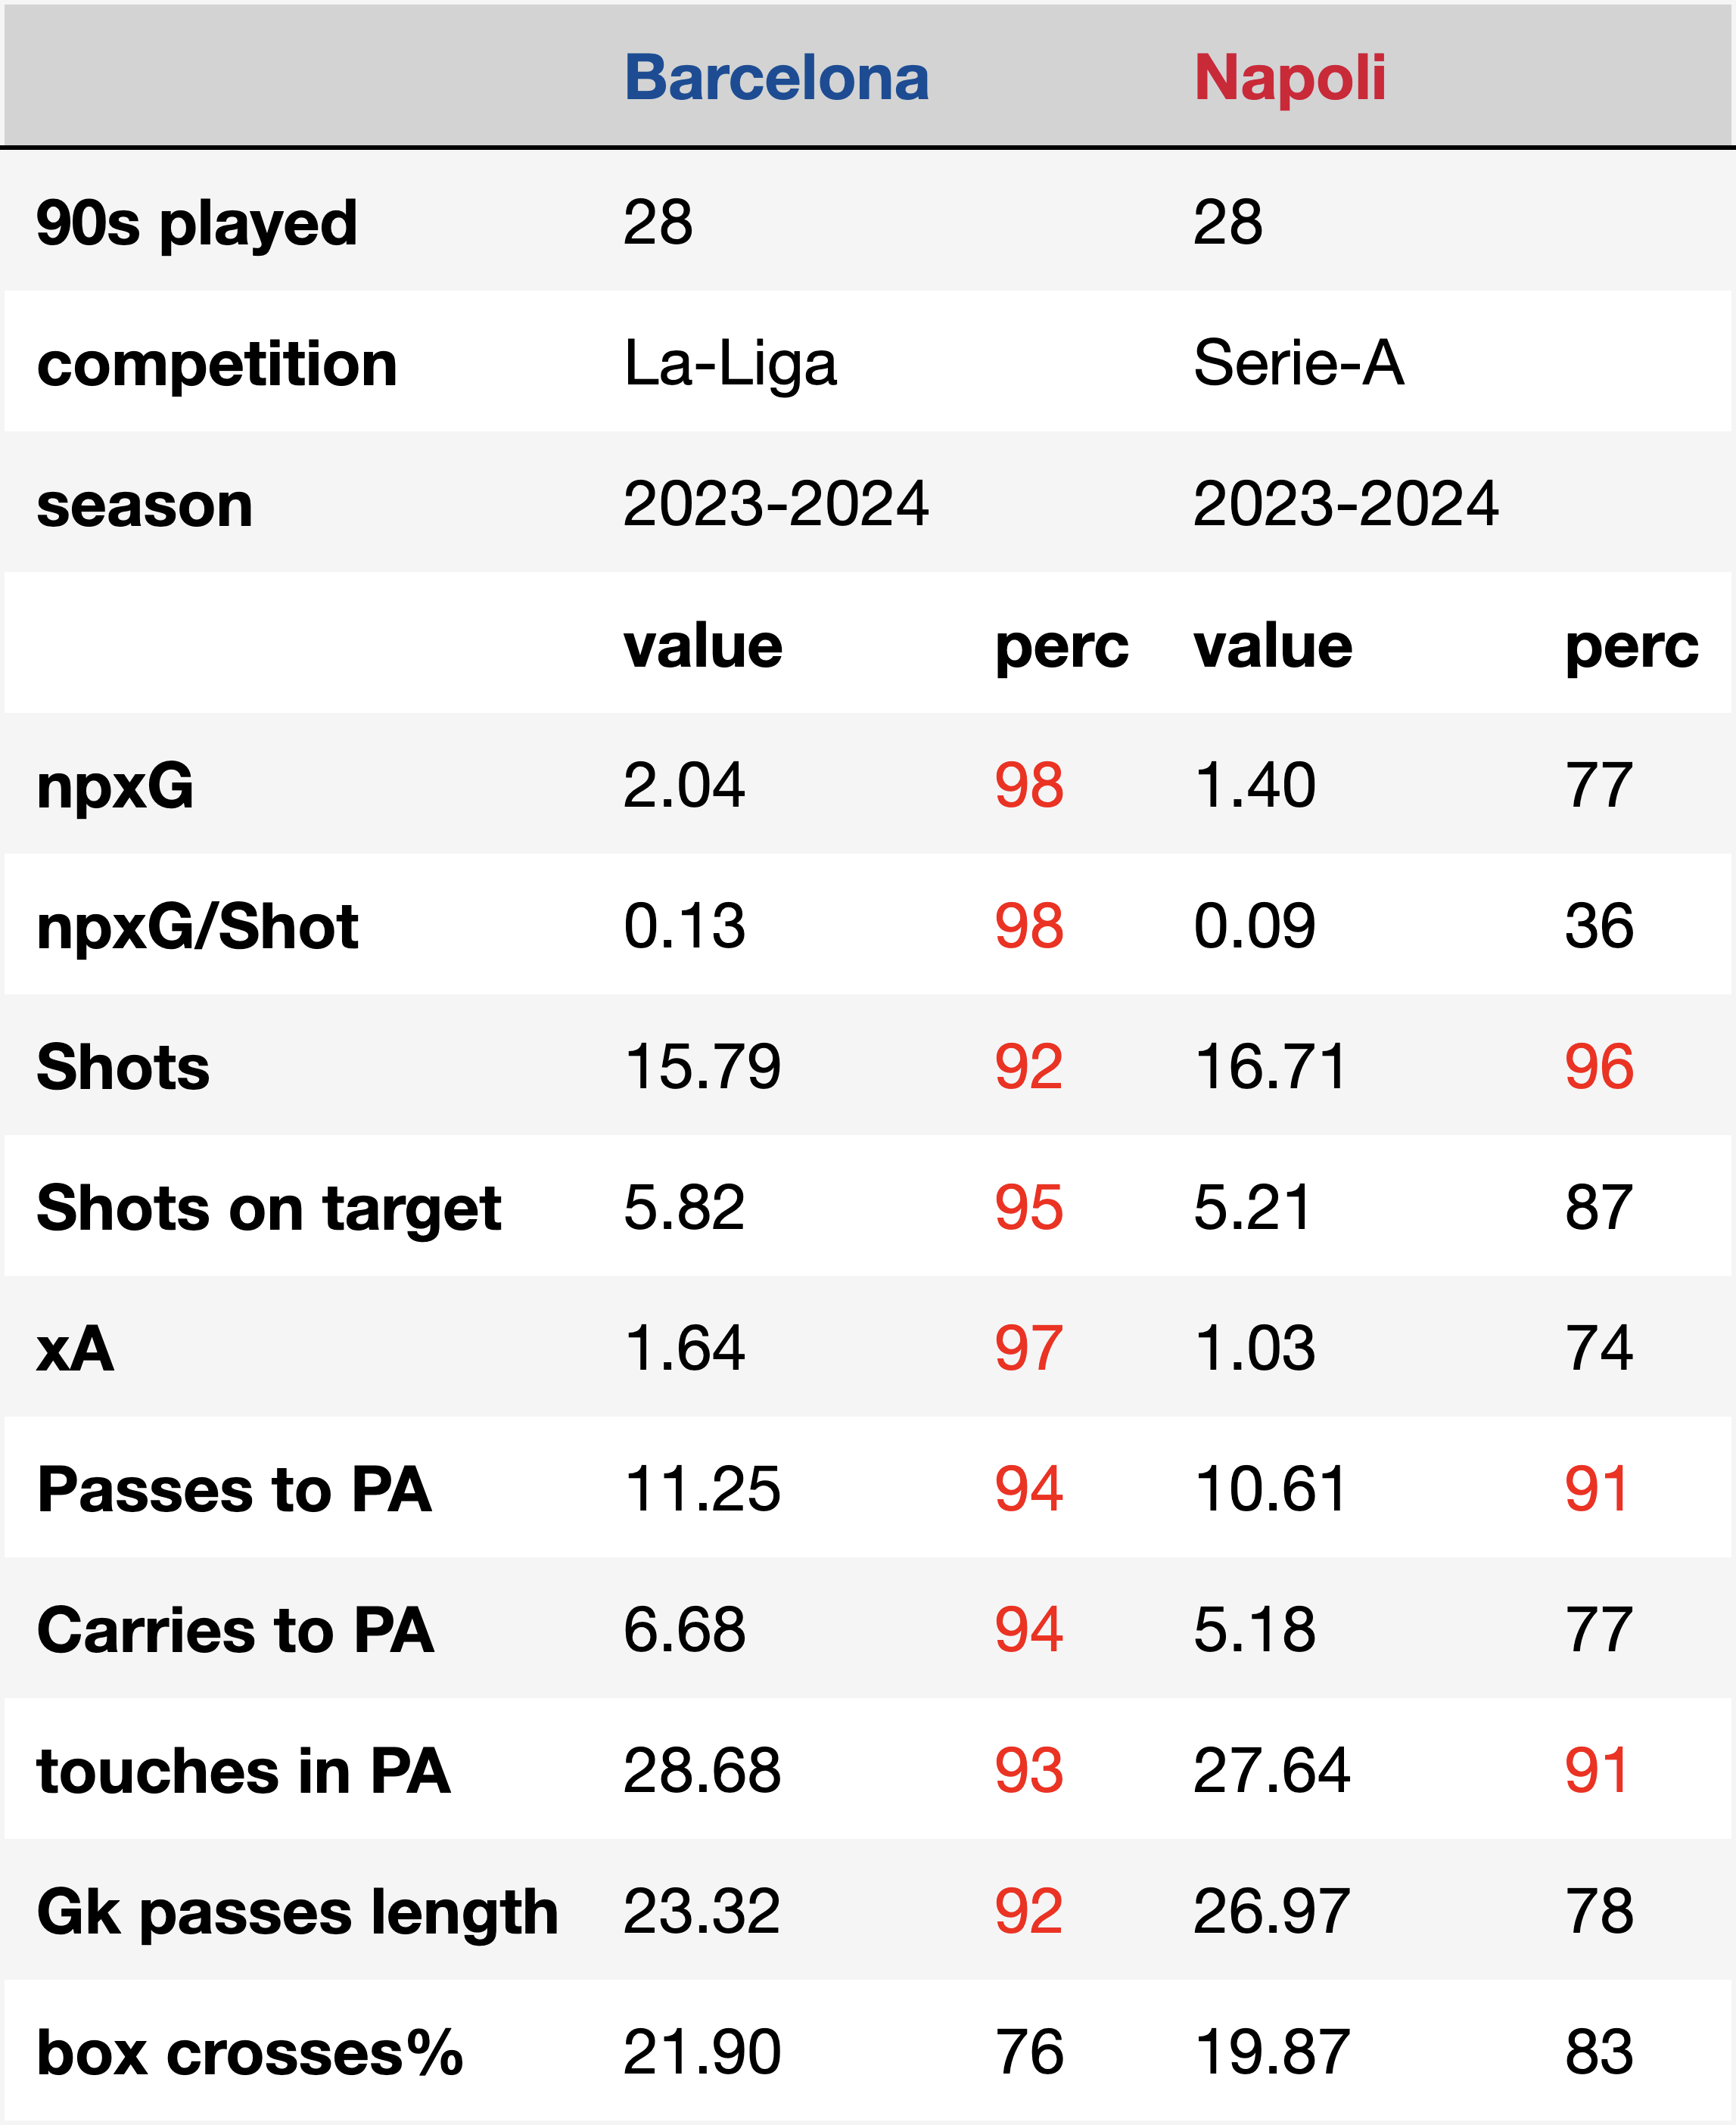 Barcelona Napoli
90s played 28 28
competition La-Liga Serie-A
season 2023-2024 2023-2024
value perc value perc
npxG 2.04 98 1.40 77
npxG/Shot 0.13 98 0.09 36
Shots 15.79 92 16.71 96
Shots on target 5.82 95 5.21 87
xA 1.64 97 1.03 74
Passes to PA 11.25 94 10.61 91
Carries to PA 6.68 94 5.18 77
touches in PA 28.68 93 27.64 91
Gk passes length 23.32 92 26.97 78
box crosses% 21.90 76 19.87 83